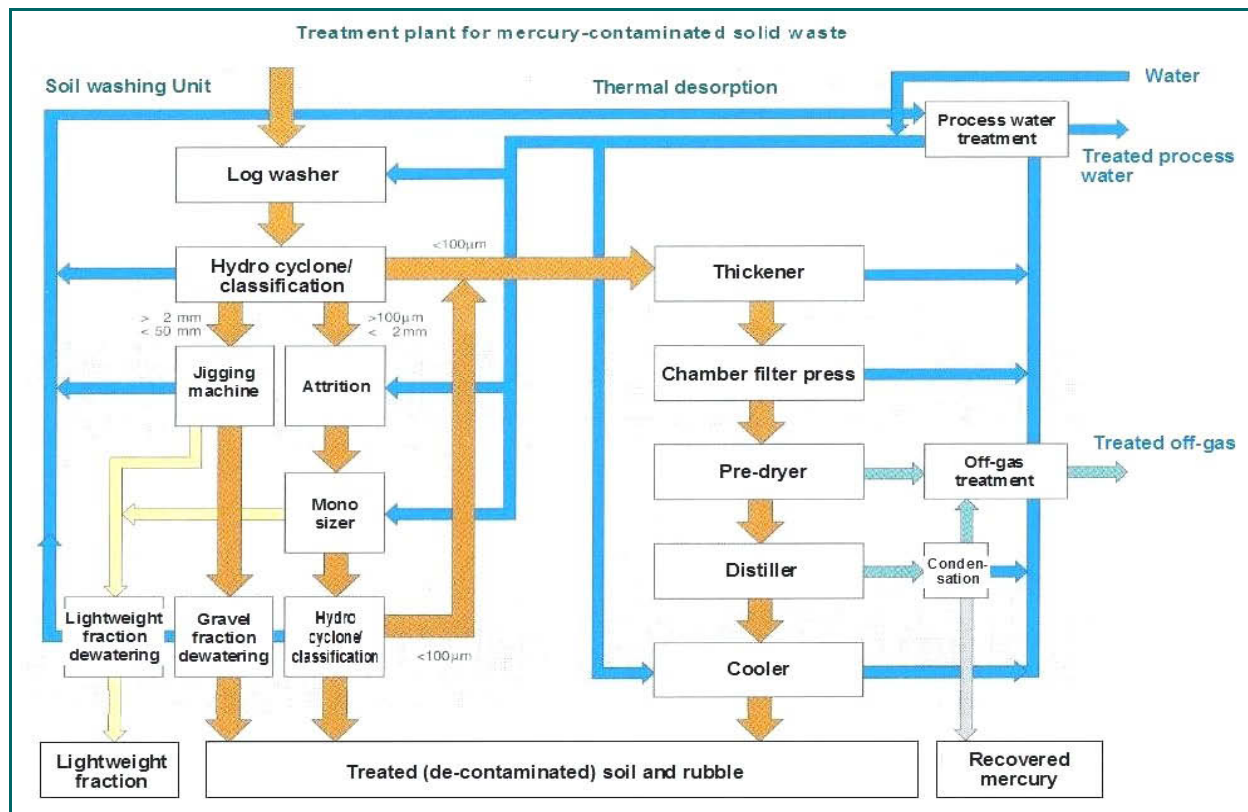 Treatment plant for mercury-contaminated solid waste
Soil washing Unit
Thermal desorption
Water
Process water
treatment
Treated process
water
Log washer
<100µm
Hydro cyclone/
classification
Thickener
> 2 mm
< 50 mm
>100µm
< 2mm
Jigging
machine
Attrition
Chamber filter press
Treated off-gas
Pre-dryer
Off-gas
treatment
Mono
sizer
Distiller
Conden-
sation
Lightweight
fraction
dewatering
Gravel
fraction
dewatering
Hydro
cyclone/
classification
<100µm
Cooler
Lightweight
fraction
Treated (de-contaminated) soil and rubble
Recovered
mercury